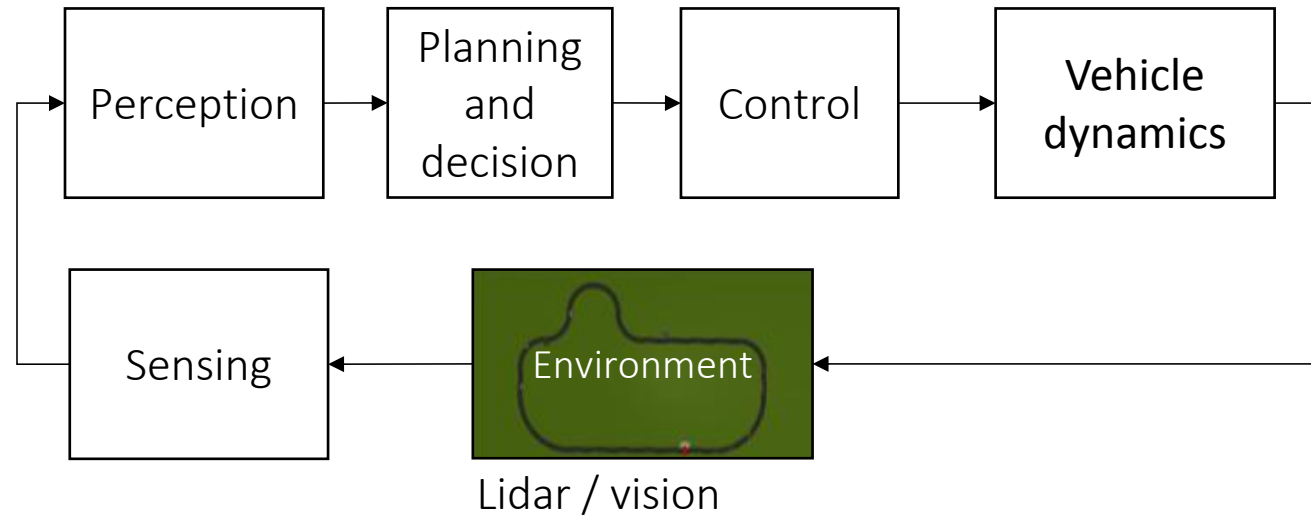 Perception
Planning
and
decision
Control
Vehicle
dynamics
Sensing
Environment
Lidar / vision